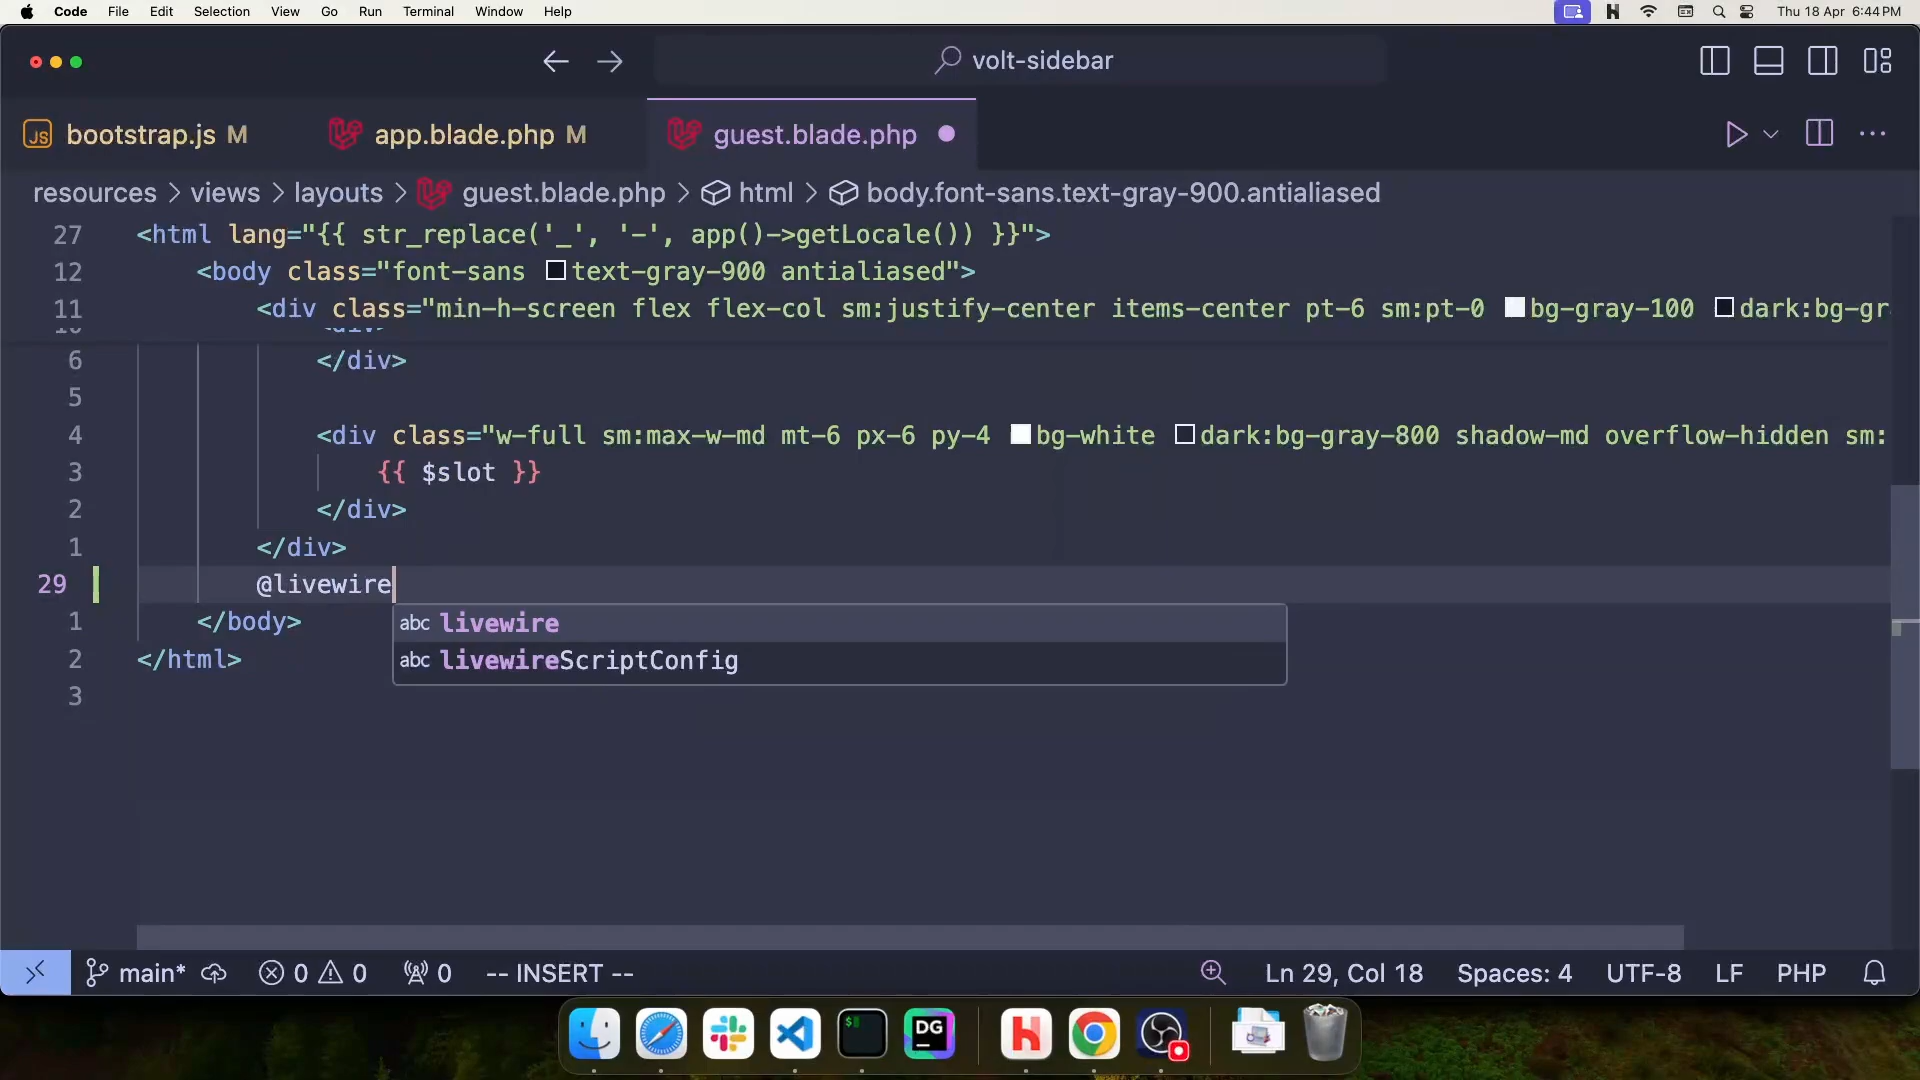 Code File Edit Selection View Go Run Terminal Window Help Thu 18 Apr 6:44 PM
volt-sidebar
JS bootstrap.js M app.blade.php M guest.blade.php
resources > views > layouts > guest.blade.php > html > body.font-sans.text-gray-900.antialiased
27 <html lang="{{ str_replace('_', '-', app()->getLocale()) }}">
12 <body class="font-sans text-gray-900 antialiased">
11 <div class="min-h-screen flex flex-col sm:justify-center items-center pt-6 sm:pt-0 bg-gray-100 dark:bg-gr
10 <div>
6 </div>
5
4 <div class="w-full sm:max-w-md mt-6 px-6 py-4 bg-white dark:bg-gray-800 shadow-md overflow-hidden sm:
3 {{ $slot }}
2 </div>
1 </div>
29 @livewire
abc livewire
1 </body>
abc livewireScriptConfig
2 </html>
3
main* 0 0 0 -- INSERT -- Ln 29, Col 18 Spaces: 4 UTF-8 LF PHP
$ DG